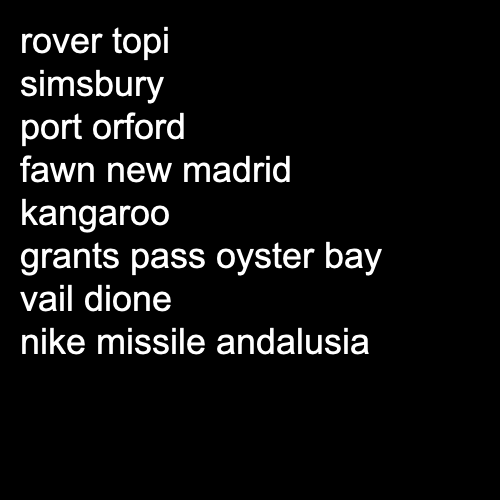 rover topi
simsbury
port orford
fawn new madrid
kangaroo
grants pass oyster bay
vail dione
nike missile andalusia